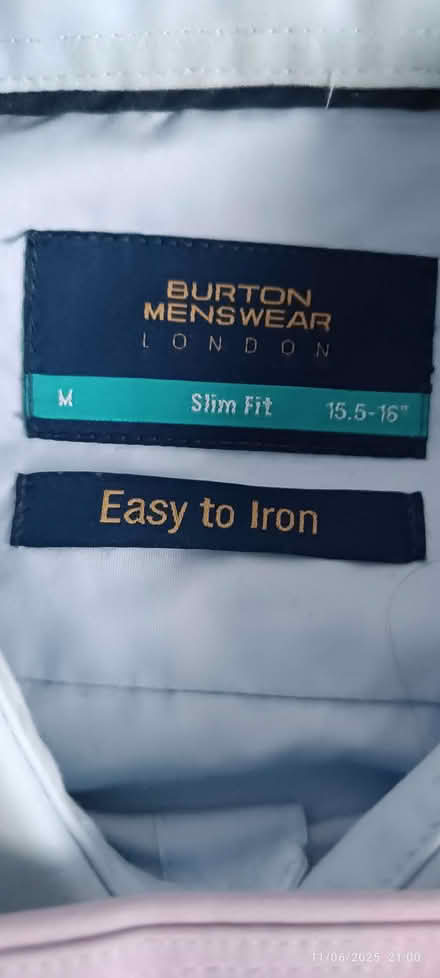 BURTON
MENSWEAR
LONDON
M Slim Fit 15.5-16"
Easy to Iron
11/06/2025 21:00